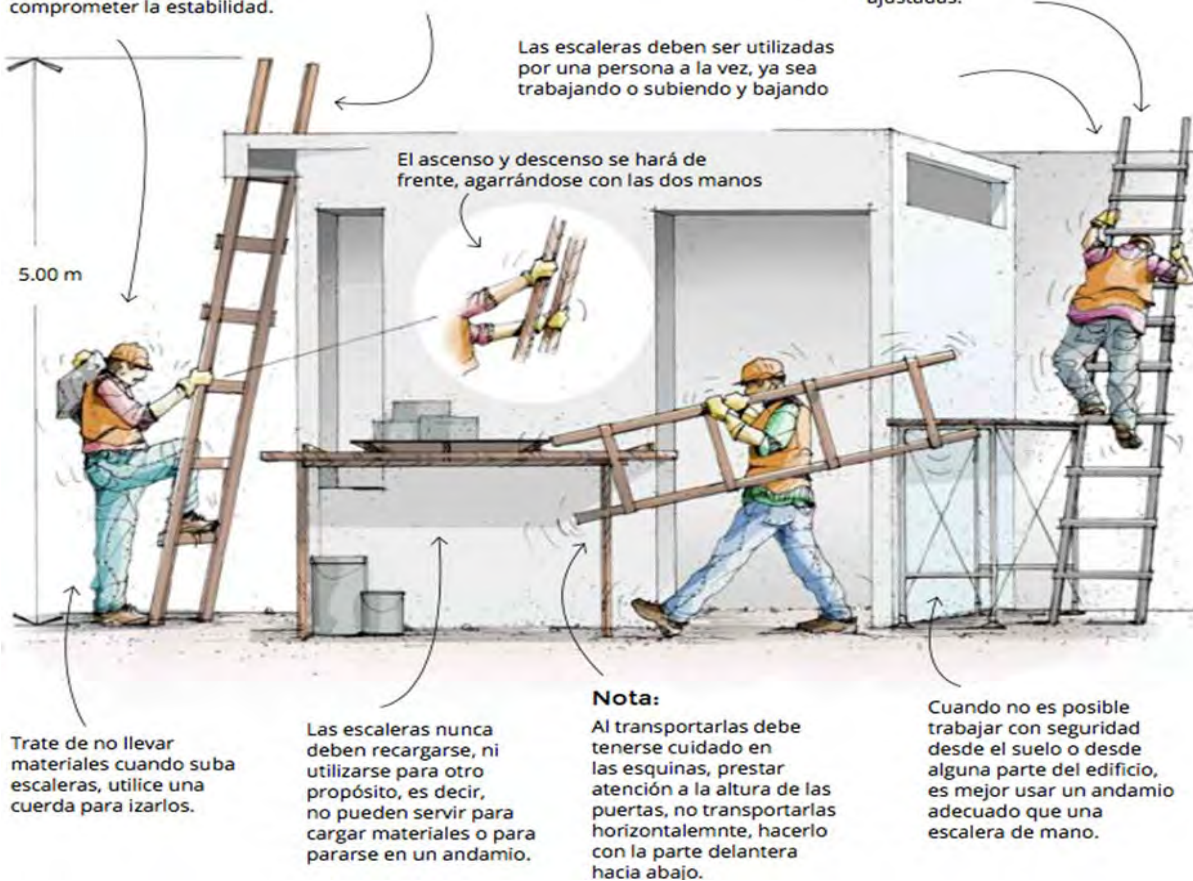 comprometer la estabilidad.
ajustadas.
Las escaleras deben ser utilizadas
por una persona a la vez, ya sea
trabajando o subiendo y bajando
El ascenso y descenso se hará de
frente, agarrándose con las dos manos
5.00 m
Trate de no llevar
materiales cuando suba
escaleras, utilice una
cuerda para izarlos.
Las escaleras nunca
deben recargarse, ni
utilizarse para otro
propósito, es decir,
no pueden servir para
cargar materiales o para
pararse en un andamio.
Nota:
Al transportarlas debe
tenerse cuidado en
las esquinas, prestar
atención a la altura de las
puertas, no transportarlas
horizontalemnte, hacerlo
con la parte delantera
hacia abajo.
Cuando no es posible
trabajar con seguridad
desde el suelo o desde
alguna parte del edificio,
es mejor usar un andamio
adecuado que una
escalera de mano.